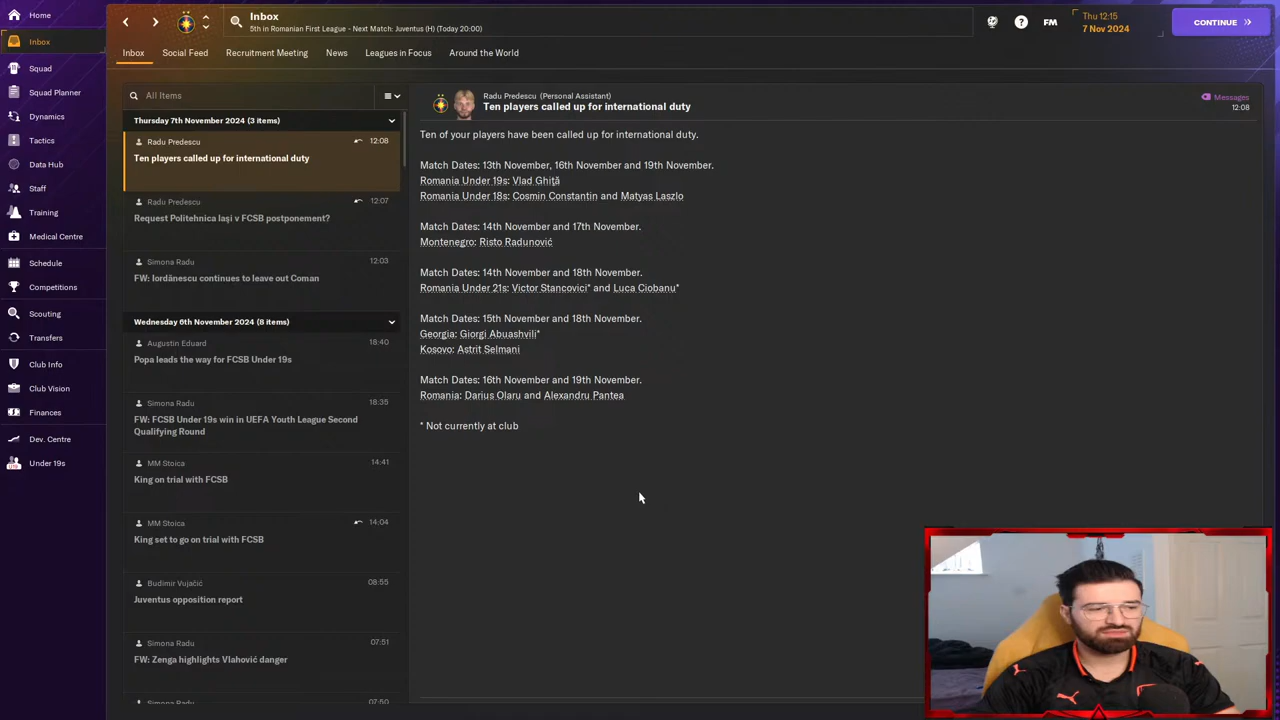 Home
Inbox
Squad
Squad Planner
Dynamics
Tactics
Data Hub
Staff
Training
Medical Centre
Schedule
Competitions
Scouting
Transfers
Club Info
Club Vision
Finances
Dev. Centre
Under 19s
Inbox
5th in Romanian First League - Next Match: Juventus (H) (Today 20:00)
FM
Thu 12:15
7 Nov 2024
CONTINUE
Inbox Social Feed Recruitment Meeting News Leagues in Focus Around the World
All Items
Thursday 7th November 2024 (3 items)
Radu Predescu 12:08
Ten players called up for international duty
Radu Predescu 12:07
Request Politehnica Iaşi v FCSB postponement?
Simona Radu 12:03
FW: Iordănescu continues to leave out Coman
Wednesday 6th November 2024 (8 items)
Augustin Eduard 18:40
Popa leads the way for FCSB Under 19s
Simona Radu 18:35
FW: FCSB Under 19s win in UEFA Youth League Second
Qualifying Round
MM Stoica 14:41
King on trial with FCSB
MM Stoica 14:04
King set to go on trial with FCSB
Budimir Vujačić 08:55
Juventus opposition report
Simona Radu 07:51
FW: Zenga highlights Vlahović danger
Simona Radu 07:50
Radu Predescu (Personal Assistant)
Ten players called up for international duty
Messages
12:08
Ten of your players have been called up for international duty.
Match Dates: 13th November, 16th November and 19th November.
Romania Under 19s: Vlad Ghiţă
Romania Under 18s: Cosmin Constantin and Matyas Laszlo
Match Dates: 14th November and 17th November.
Montenegro: Risto Radunović
Match Dates: 14th November and 18th November.
Romania Under 21s: Victor Stancovici* and Luca Ciobanu*
Match Dates: 15th November and 18th November.
Georgia: Giorgi Abuashvili*
Kosovo: Astrit Selmani
Match Dates: 16th November and 19th November.
Romania: Darius Olaru and Alexandru Pantea
* Not currently at club